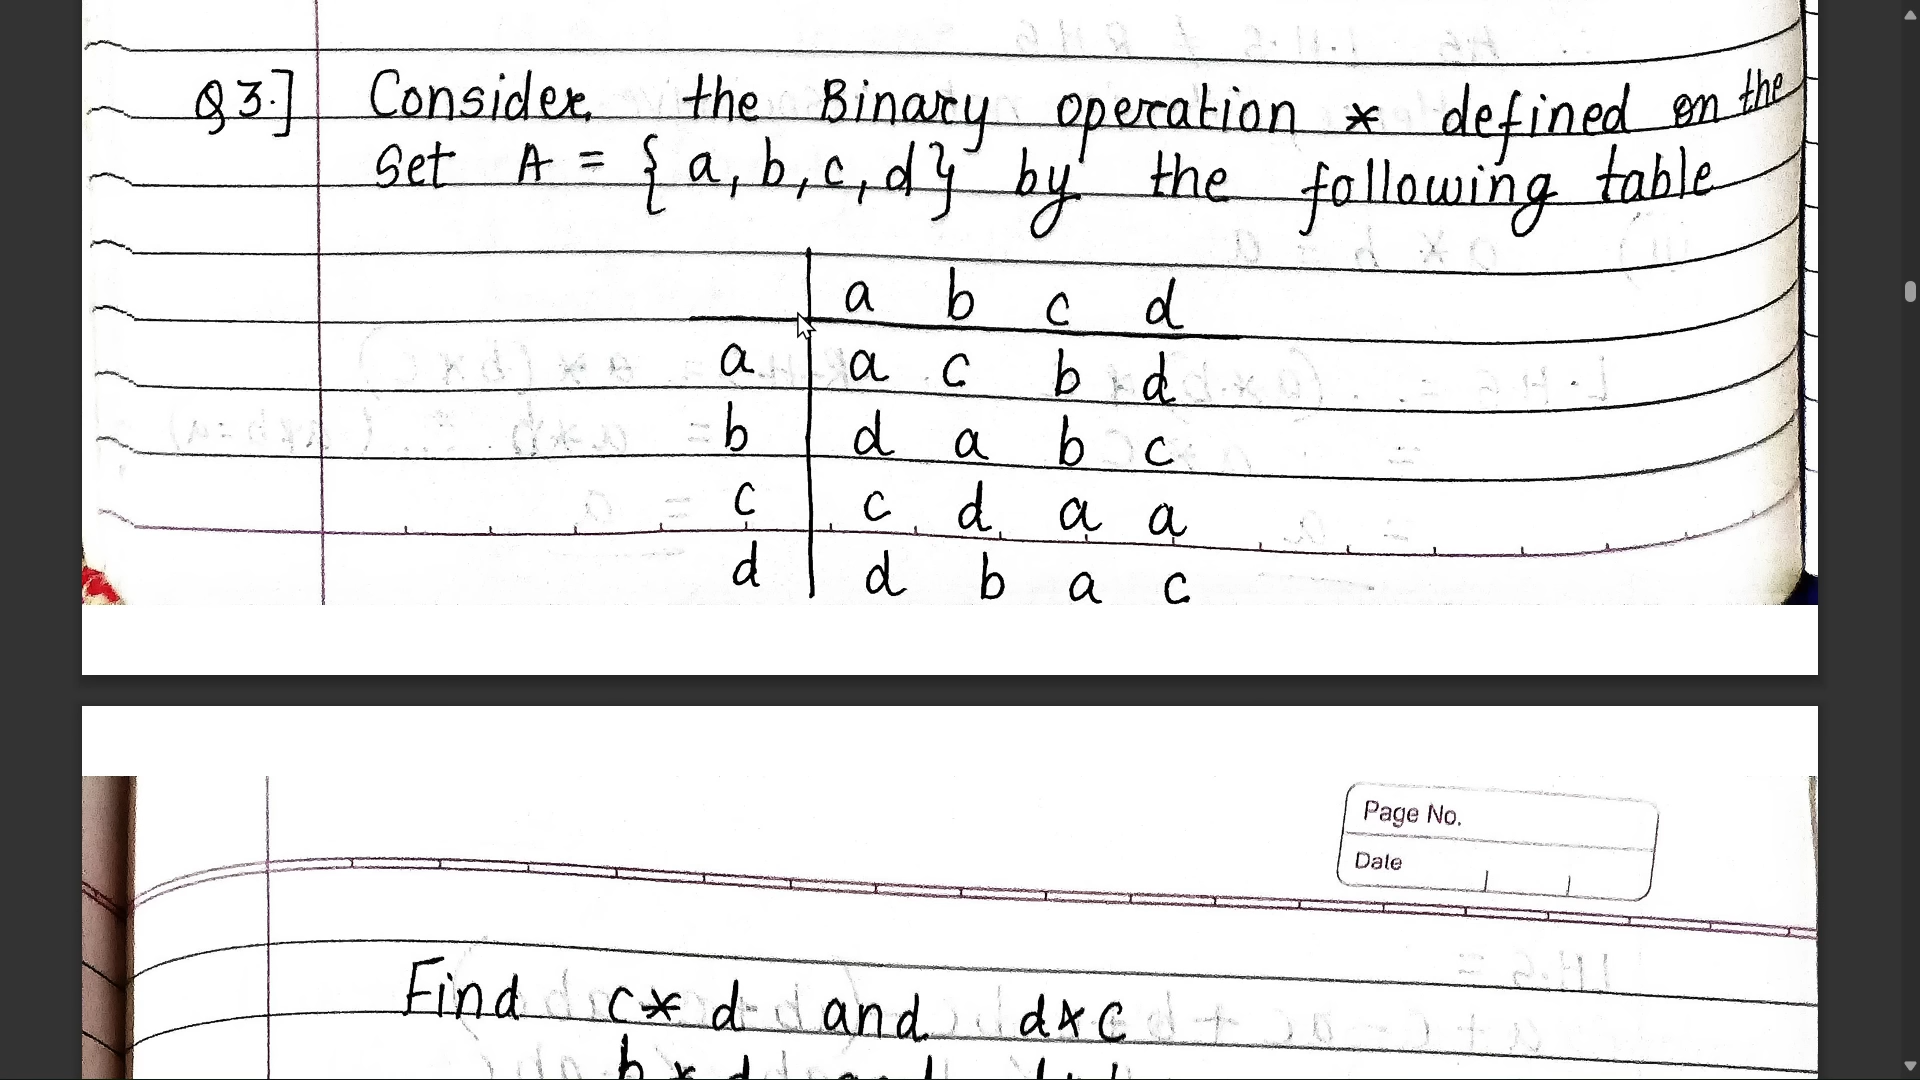 Q3.] Consider the Binary operation * defined on the
Set A = { a, b, c, d } by the following table
a b c d
a a c b d
b d a b c
c c d a a
d d b a c
Page No.
Date
Find c * d and d * c